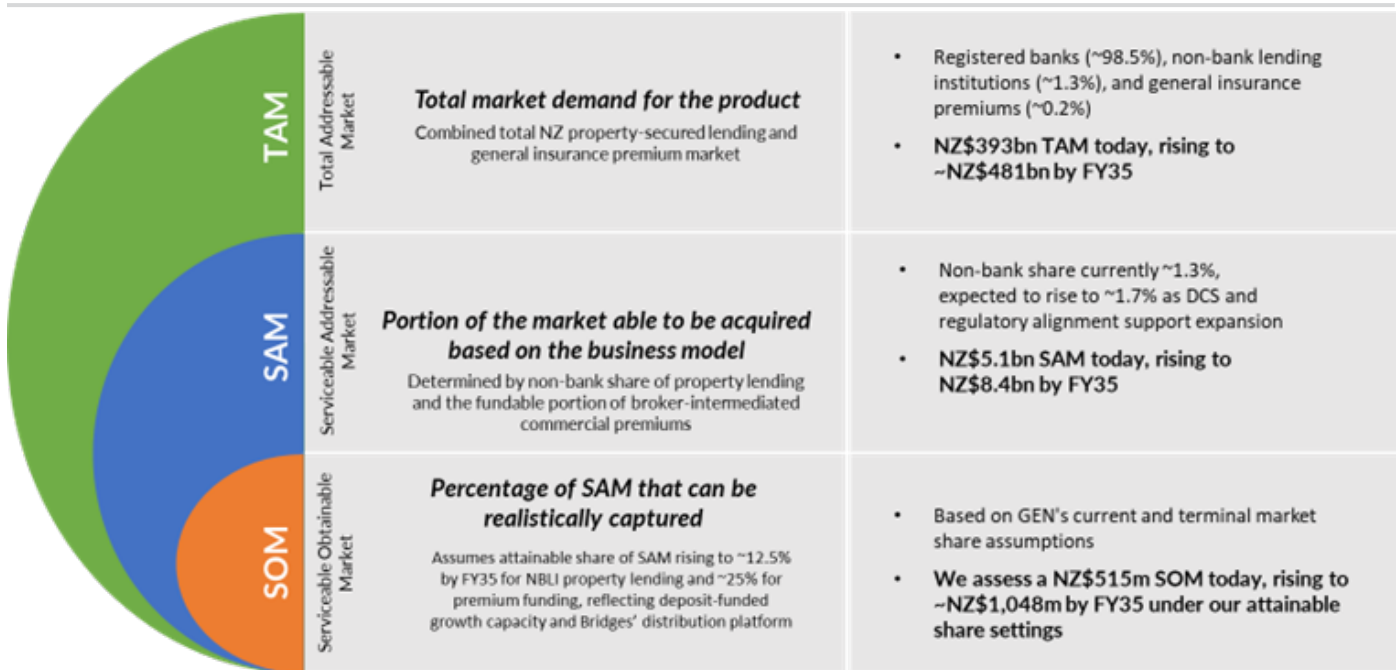 TAM
Total Addressable
Market
Total market demand for the product
Combined total NZ property-secured lending and
general insurance premium market
• Registered banks (~98.5%), non-bank lending
institutions (~1.3%), and general insurance
premiums (~0.2%)
• NZ$393bn TAM today, rising to
~NZ$481bn by FY35
SAM
Serviceable Addressable
Market
Portion of the market able to be acquired
based on the business model
Determined by non-bank share of property lending
and the fundable portion of broker-intermediated
commercial premiums
• Non-bank share currently ~1.3%,
expected to rise to ~1.7% as DCS and
regulatory alignment support expansion
• NZ$5.1bn SAM today, rising to
NZ$8.4bn by FY35
SOM
Serviceable Obtainable
Market
Percentage of SAM that can be
realistically captured
Assumes attainable share of SAM rising to ~12.5%
by FY35 for NBLI property lending and ~25% for
premium funding, reflecting deposit-funded
growth capacity and Bridges' distribution platform
• Based on GEN's current and terminal market
share assumptions
• We assess a NZ$515m SOM today, rising to
~NZ$1,048m by FY35 under our attainable
share settings